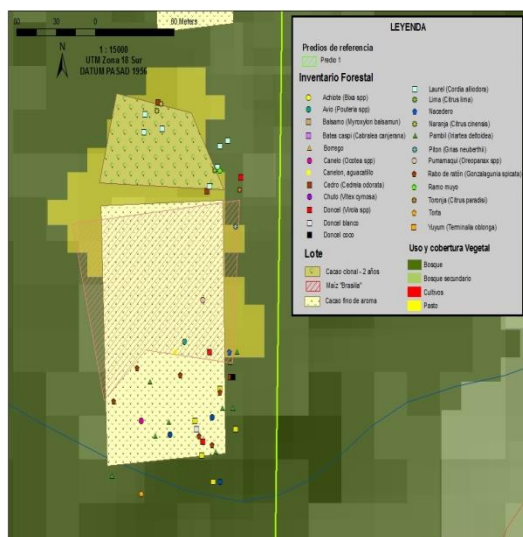 60 30 0 60 Meters
N
1 : 15000
UTM Zona 18 Sur
DATUM PASAD 1956
LEYENDA
Predios de referencia
Predio 1
Inventario Forestal
Achiote (Bixa spp)
Avio (Pouteria spp)
Balsamo (Myroxylon balsamun)
Batea caspi (Cabralea canjerana)
Borrego
Canelo (Ocotea spp)
Canelon, aguacatillo
Cedro (Cedrela odorata)
Chulo (Vitex cymosa)
Doncel (Virola spp)
Doncel blanco
Doncel coco
Laurel (Cordia alliodora)
Lima (Citrus lima)
Nacedero
Naranja (Citrus cinensis)
Pambil (Iriartea deltoidea)
Piton (Grias neuberthii)
Pumamaqui (Oreopanax spp)
Rabo de ratón (Gonzalagunia spicata)
Ramo muyo
Toronja (Citrus paradisi)
Torta
Yuyum (Terminalia oblonga)
Lote
Cacao clonal - 2 años
Maíz "Brasilia"
Cacao fino de aroma
Uso y cobertura Vegetal
Bosque
Bosque secundario
Cultivos
Pasto